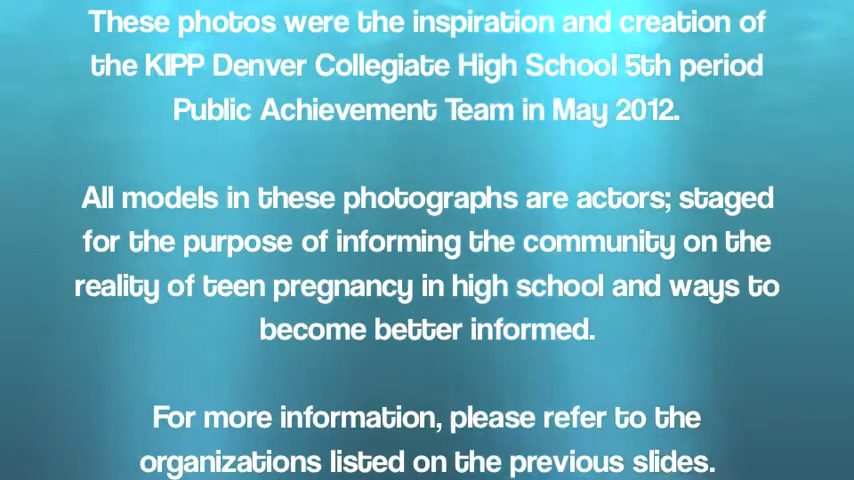 These photos were the inspiration and creation of
the KIPP Denver Collegiate High School 5th period
Public Achievement Team in May 2012.
All models in these photographs are actors; staged
for the purpose of informing the community on the
reality of teen pregnancy in high school and ways to
become better informed.
For more information, please refer to the
organizations listed on the previous slides.